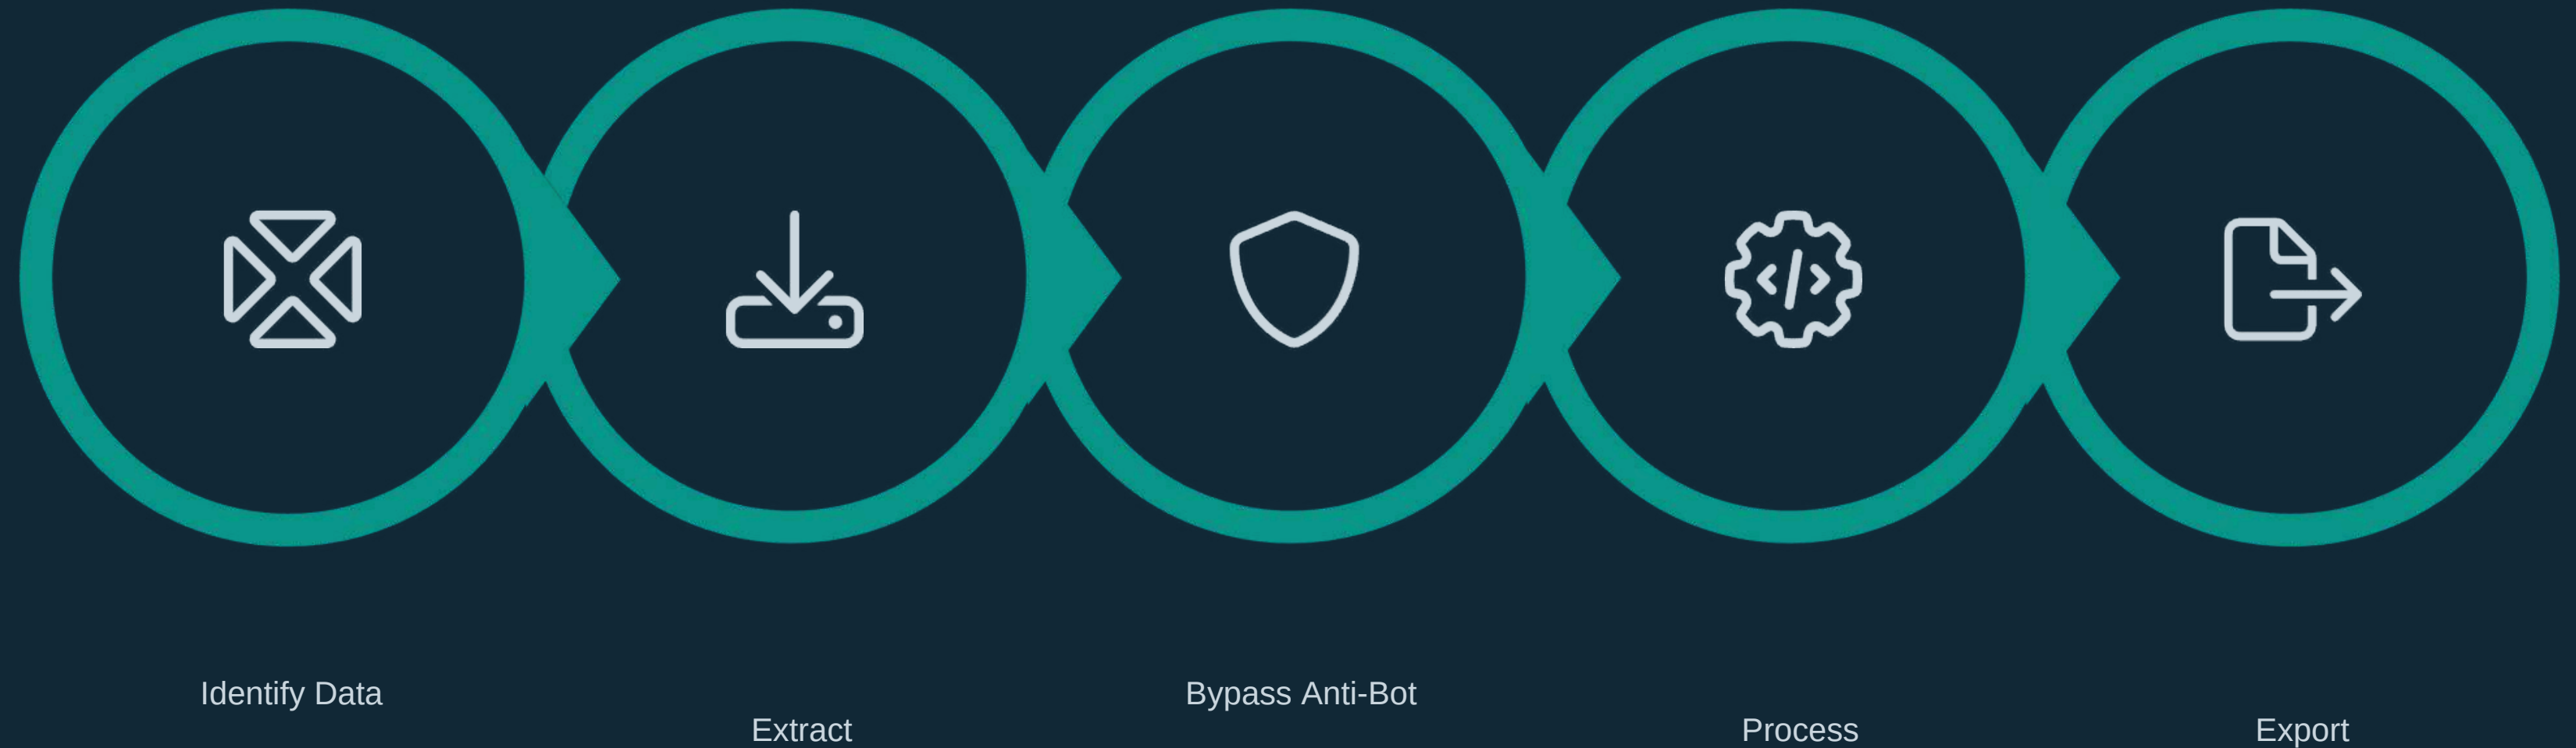 Identify Data
Extract
Bypass Anti-Bot
Process
Export